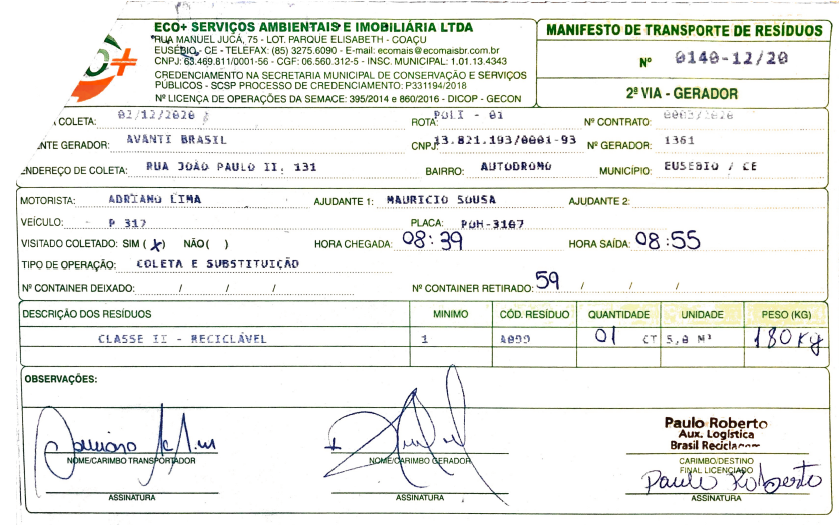 ECO+ SERVIÇOS AMBIENTAIS E IMOBILIÁRIA LTDA
RUA MANUEL JUCÁ, 75 - LOT. PARQUE ELISABETH - COAÇU
EUSÉBIO - CE - TELEFAX: (85) 3275.6090 - E-mail: ecomais@ecomaisbr.com.br
CNPJ: 63.469.811/0001-56 - CGF: 06.560.312-5 - INSC. MUNICIPAL: 1.01.13.4343
CREDENCIAMENTO NA SECRETARIA MUNICIPAL DE CONSERVAÇÃO E SERVIÇOS
PÚBLICOS - SCSP PROCESSO DE CREDENCIAMENTO: P331194/2018
Nº LICENÇA DE OPERAÇÕES DA SEMACE: 395/2014 e 860/2016 - DICOP - GECON
MANIFESTO DE TRANSPORTE DE RESÍDUOS
Nº 0140-12/20
2ª VIA - GERADOR
COLETA: 02/12/2020 ROTA: POLI - 01 Nº CONTRATO:
NTE GERADOR: AVANTI BRASIL CNPJ: 13.821.193/0001-93 Nº GERADOR: 1361
ENDEREÇO DE COLETA: RUA JOÃO PAULO II, 131 BAIRRO: AUTODROMO MUNICÍPIO: EUSEBIO / CE
MOTORISTA: ADRIANO LIMA AJUDANTE 1: MAURICIO SOUSA AJUDANTE 2:
VEÍCULO: P 317 PLACA: POH-3167
VISITADO COLETADO: SIM (X) NÃO( ) HORA CHEGADA: 08:39 HORA SAÍDA: 08:55
TIPO DE OPERAÇÃO: COLETA E SUBSTITUIÇÃO
Nº CONTAINER DEIXADO: / / / Nº CONTAINER RETIRADO: 59 / / /
DESCRIÇÃO DOS RESÍDUOS MINIMO CÓD. RESÍDUO QUANTIDADE UNIDADE PESO (KG)
CLASSE II - RECICLÁVEL 1 A099 01 CT 5,0 M³ 180 Kg
OBSERVAÇÕES:
Paulo Roberto
Aux. Logística
Brasil Reciclagem
NOME/CARIMBO TRANSPORTADOR NOME/CARIMBO GERADOR CARIMBO/DESTINO
FINAL LICENCIADO
Paulo Roberto
ASSINATURA ASSINATURA ASSINATURA